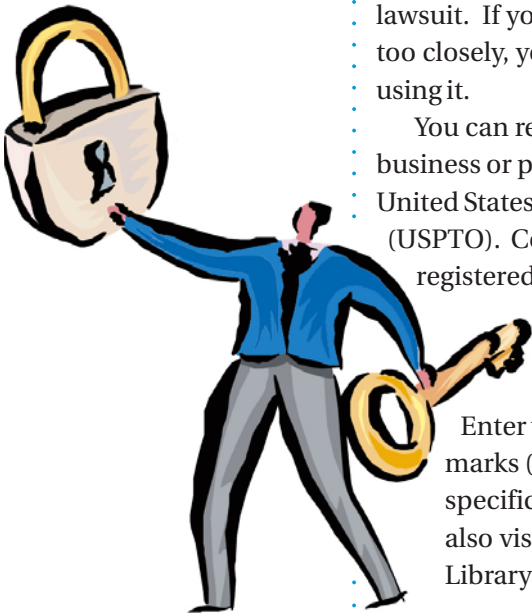 lawsuit. If yo
too closely, yo
using it.
You can re
business or p
United States
(USPTO). Co
registered
Enter
marks (
specific
also vis
Library